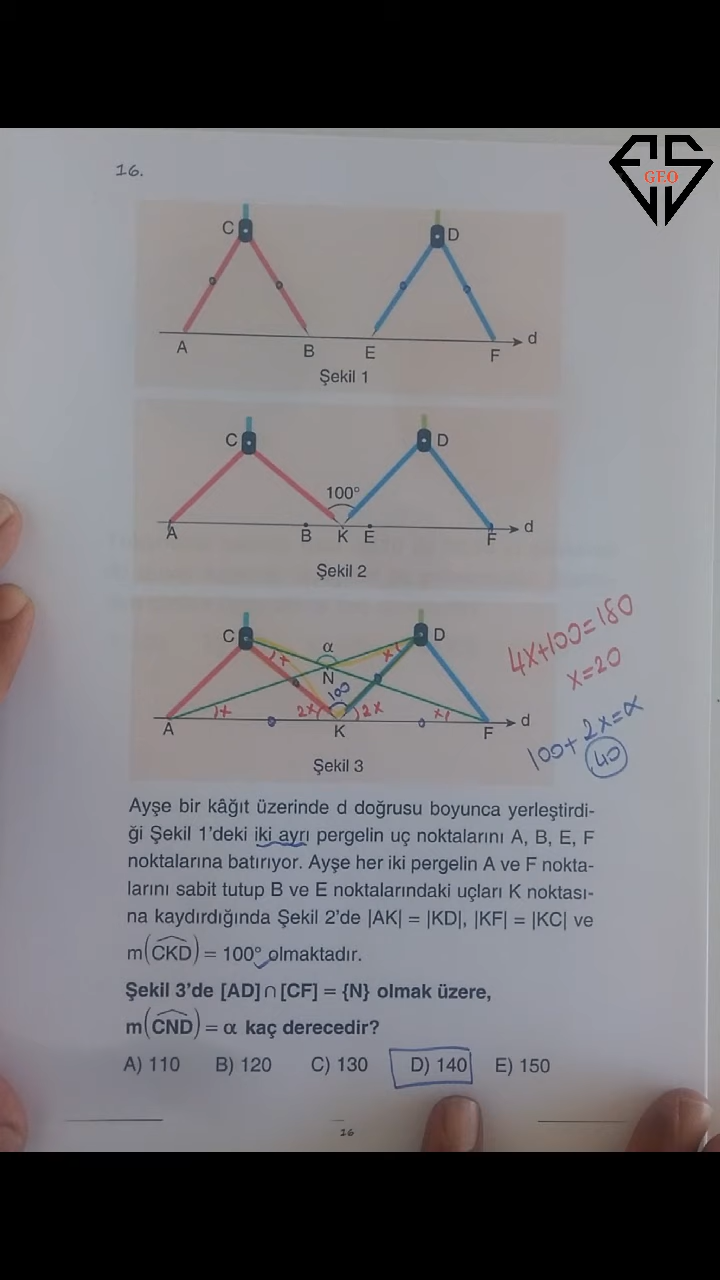 16.
GEO
C
D
A
B
E
F
d
Şekil 1
C
D
100°
A
B
K
E
F
d
Şekil 2
C
α
D
x
x
N
100
x
2x
2x
x
A
K
F
d
Şekil 3
4x+100=180
x=20
100+2x=α
140
Ayşe bir kâğıt üzerinde d doğrusu boyunca yerleştirdi-
ği Şekil 1'deki iki ayrı pergelin uç noktalarını A, B, E, F
noktalarına batırıyor. Ayşe her iki pergelin A ve F nokta-
larını sabit tutup B ve E noktalarındaki uçları K noktası-
na kaydırdığında Şekil 2'de |AK| = |KD|, |KF| = |KC| ve
m(CKD) = 100° olmaktadır.
Şekil 3'de [AD]∩[CF] = {N} olmak üzere,
m(CND) = α kaç derecedir?
A) 110 B) 120 C) 130 D) 140 E) 150
16